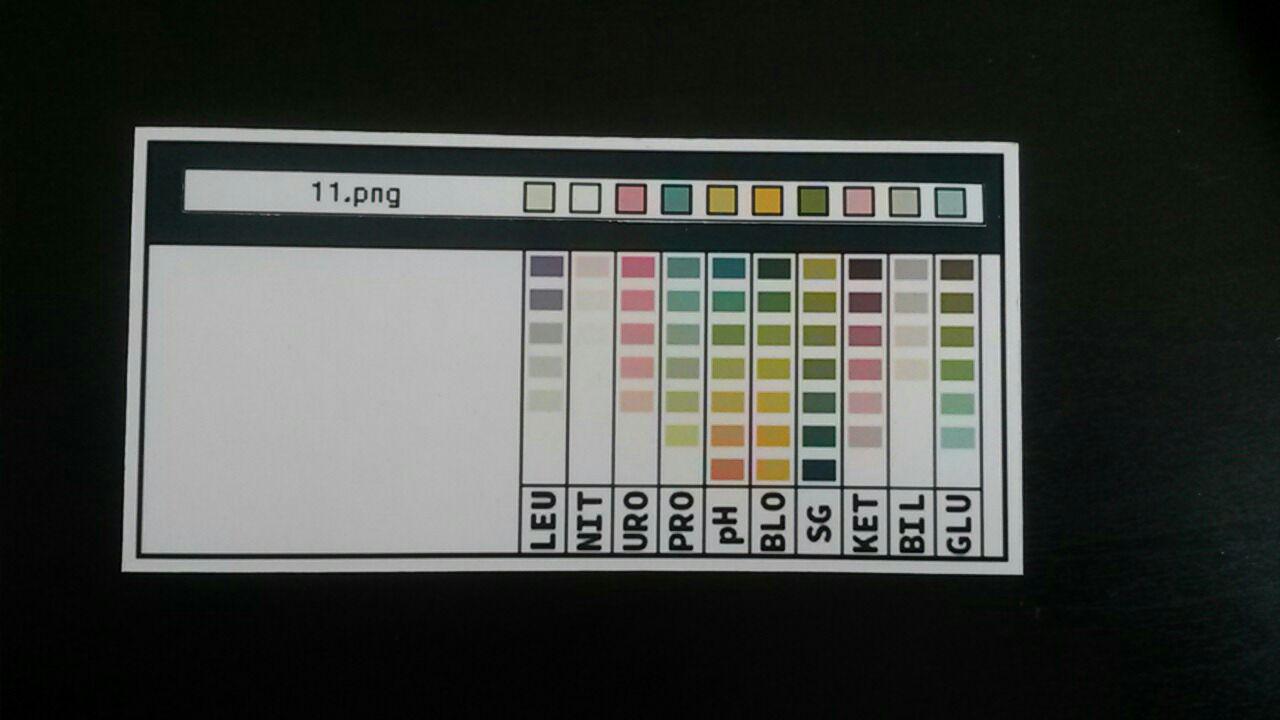 11.png
LEU
NIT
URO
PRO
pH
BLO
SG
KET
BIL
GLU